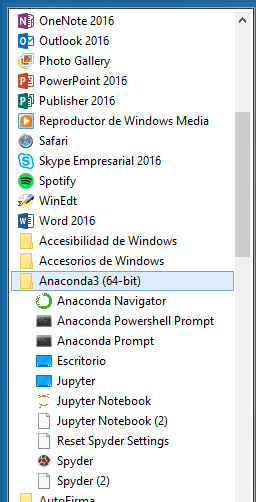 OneNote 2016
Outlook 2016
Photo Gallery
PowerPoint 2016
Publisher 2016
Reproductor de Windows Media
Safari
Skype Empresarial 2016
Spotify
WinEdt
Word 2016
Accesibilidad de Windows
Accesorios de Windows
Anaconda3 (64-bit)
Anaconda Navigator
Anaconda Powershell Prompt
Anaconda Prompt
Escritorio
Jupyter
Jupyter Notebook
Jupyter Notebook (2)
Reset Spyder Settings
Spyder
Spyder (2)
AutoFirma